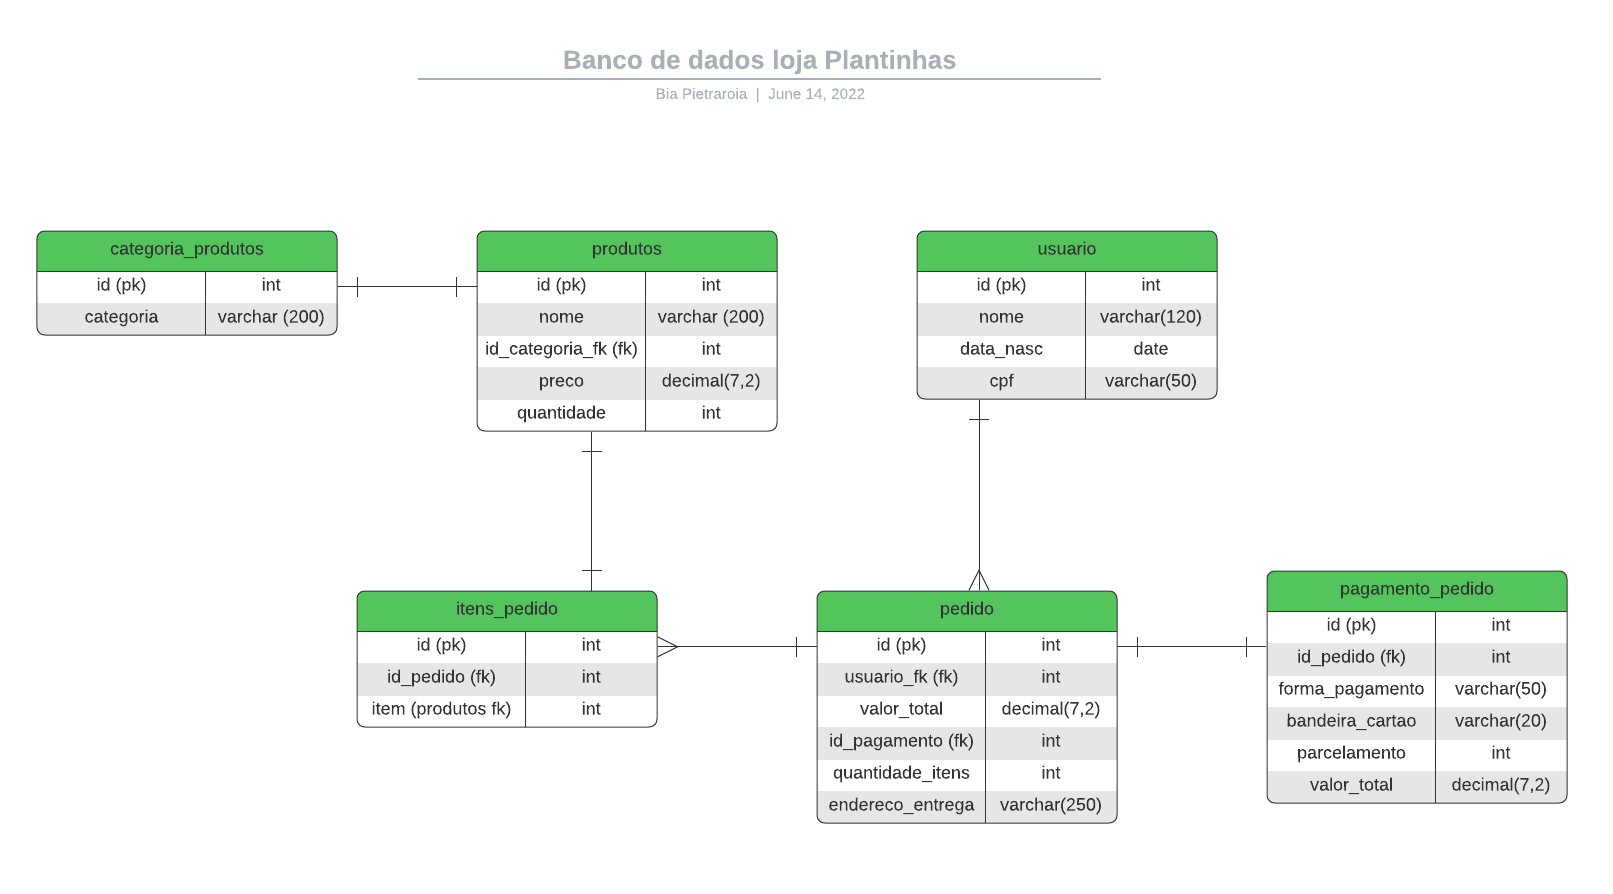 Banco de dados loja Plantinhas
Bia Pietraroia | June 14, 2022
categoria_produtos
id (pk) int
categoria varchar (200)
produtos
id (pk) int
nome varchar (200)
id_categoria_fk (fk) int
preco decimal(7,2)
quantidade int
usuario
id (pk) int
nome varchar(120)
data_nasc date
cpf varchar(50)
itens_pedido
id (pk) int
id_pedido (fk) int
item (produtos fk) int
pedido
id (pk) int
usuario_fk (fk) int
valor_total decimal(7,2)
id_pagamento (fk) int
quantidade_itens int
endereco_entrega varchar(250)
pagamento_pedido
id (pk) int
id_pedido (fk) int
forma_pagamento varchar(50)
bandeira_cartao varchar(20)
parcelamento int
valor_total decimal(7,2)